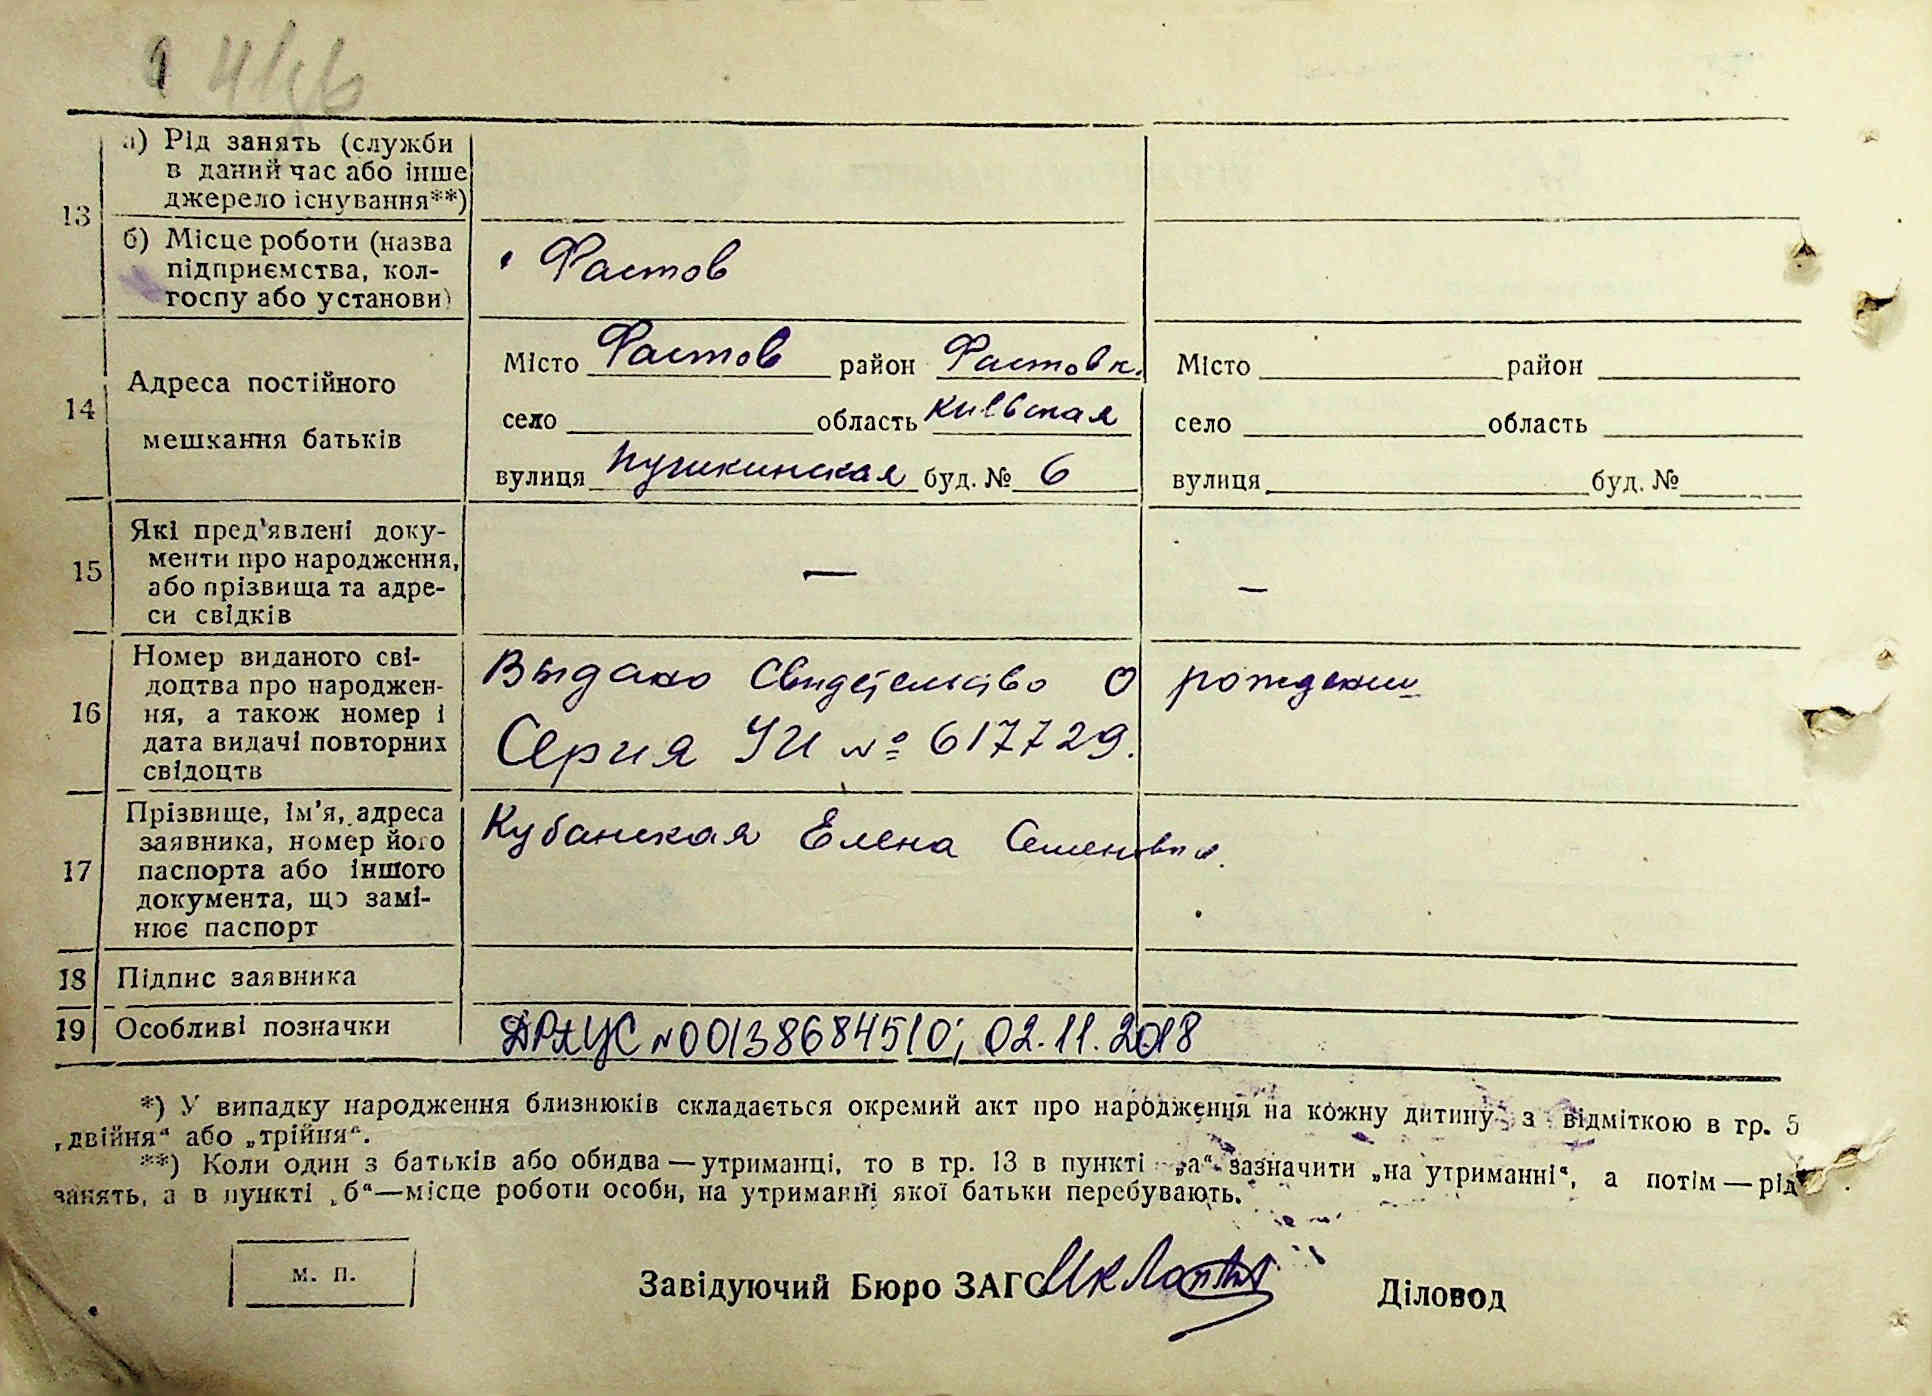 13
а) Рід занять (служби
в даний час або інше
джерело існування**)
б) Місце роботи (назва
підприємства, кол-
госпу або установи)
Фастов
14
Адреса постійного
мешкання батьків
Місто Фастов район Фастовк.
село область Киевская
вулиця Пушкинская буд. № 6
Місто район
село область
вулиця буд. №
15
Які пред'явлені доку-
менти про народження,
або прізвища та адре-
си свідків
—
—
16
Номер виданого сві-
доцтва про народжен-
ня, а також номер і
дата видачі повторних
свідоцтв
Выдано Свидетельство о рождении
Серия УИ № 617729.
17
Прізвище, ім'я, адреса
заявника, номер його
паспорта або іншого
документа, що замі-
нює паспорт
Кубанская Елена Семеновна.
18 Підпис заявника
19 Особливі позначки
ДРАЦС №00138684510; 02.11.2018
*) У випадку народження близнюків складається окремий акт про народження на кожну дитину з відміткою в гр. 5
„двійня“ або „трійня“.
**) Коли один з батьків або обидва — утриманці, то в гр. 13 в пункті „а“ зазначити „на утриманні“, а потім — рід
занять, а в пункті „б“—місце роботи особи, на утриманні якої батьки перебувають.
м. п.
Завідуючий Бюро ЗАГС
Діловод